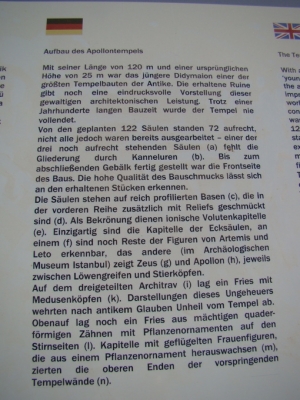 Aufbau des Apollontempels
Mit seiner Länge von 120 m und einer ursprünglichen
Höhe von 25 m war das jüngere Didymaion einer der
größten Tempelbauten der Antike. Die erhaltene Ruine
gibt noch eine eindrucksvolle Vorstellung dieser
gewaltigen architektonischen Leistung. Trotz einer
Jahrhunderte langen Bauzeit wurde der Tempel nie
vollendet.
Von den geplanten 122 Säulen standen 72 aufrecht,
nicht alle jedoch waren bereits ausgearbeitet – einer der
drei noch aufrecht stehenden Säulen (a) fehlt die
Gliederung durch Kanneluren (b). Bis zum
abschließenden Gebälk fertig gestellt war die Frontseite
des Baus. Die hohe Qualität des Bauschmucks lässt sich
an den erhaltenen Stücken erkennen.
Die Säulen stehen auf reich profilierten Basen (c), die in
der vorderen Reihe zusätzlich mit Reliefs geschmückt
sind (d). Als Bekrönung dienen ionische Volutenkapitelle
(e). Einzigartig sind die Kapitelle der Ecksäulen, an
einem (f) sind noch Reste der Figuren von Artemis und
Leto erkennbar, das andere (im Archäologischen
Museum Istanbul) zeigt Zeus (g) und Apollon (h), jeweils
zwischen Löwengreifen und Stierköpfen.
Auf dem dreigeteilten Architrav (i) lag ein Fries mit
Medusenköpfen (k). Darstellungen dieses Ungeheuers
wehrten nach antikem Glauben Unheil vom Tempel ab.
Obenauf lag noch ein Fries aus mächtigen quader-
förmigen Zähnen mit Pflanzenornamenten auf den
Stirnseiten (l). Kapitelle mit geflügelten Frauenfiguren,
die aus einem Pflanzenornament herauswachsen (m),
zierten die oberen Enden der vorspringenden
Tempelwände (n).
The Te